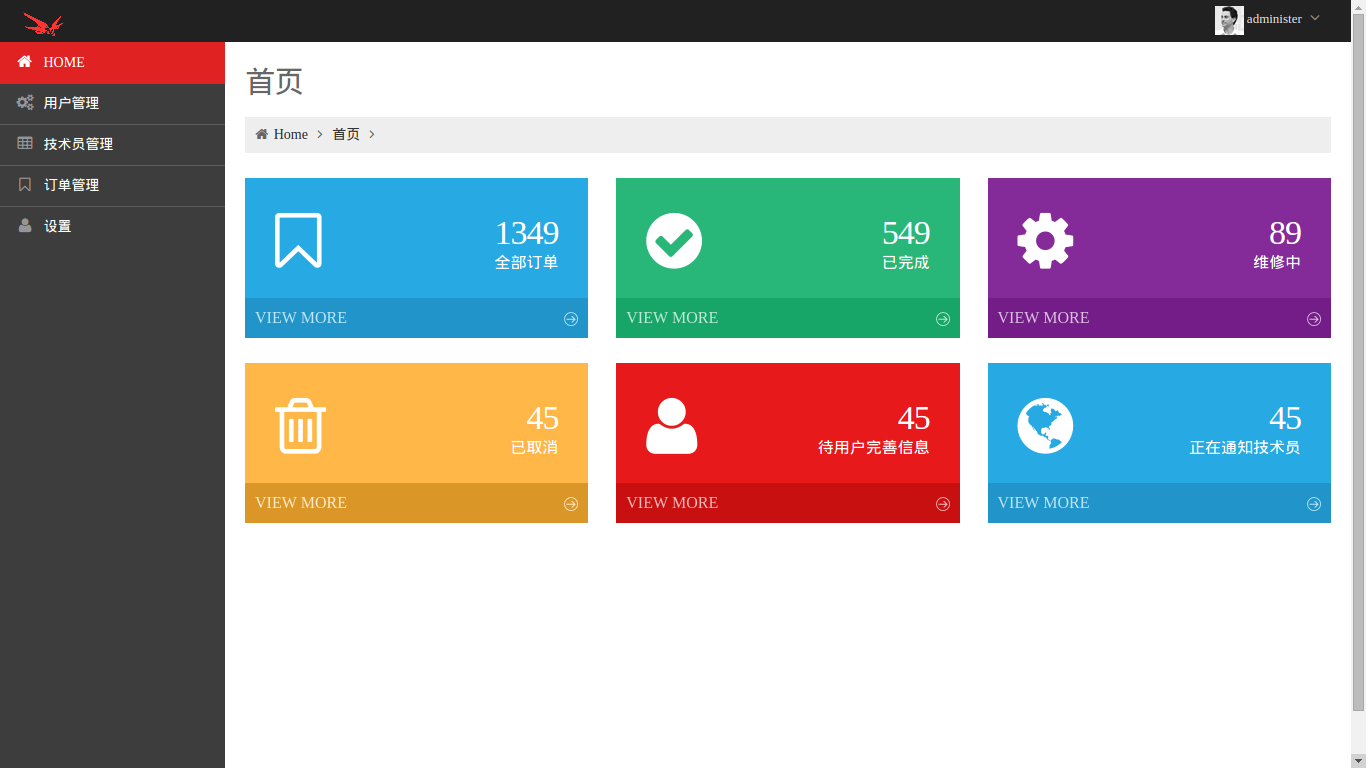 administer
HOME
用户管理
技术员管理
订单管理
设置
首页
Home
首页
1349
全部订单
VIEW MORE
549
已完成
VIEW MORE
89
维修中
VIEW MORE
45
已取消
VIEW MORE
45
待用户完善信息
VIEW MORE
45
正在通知技术员
VIEW MORE